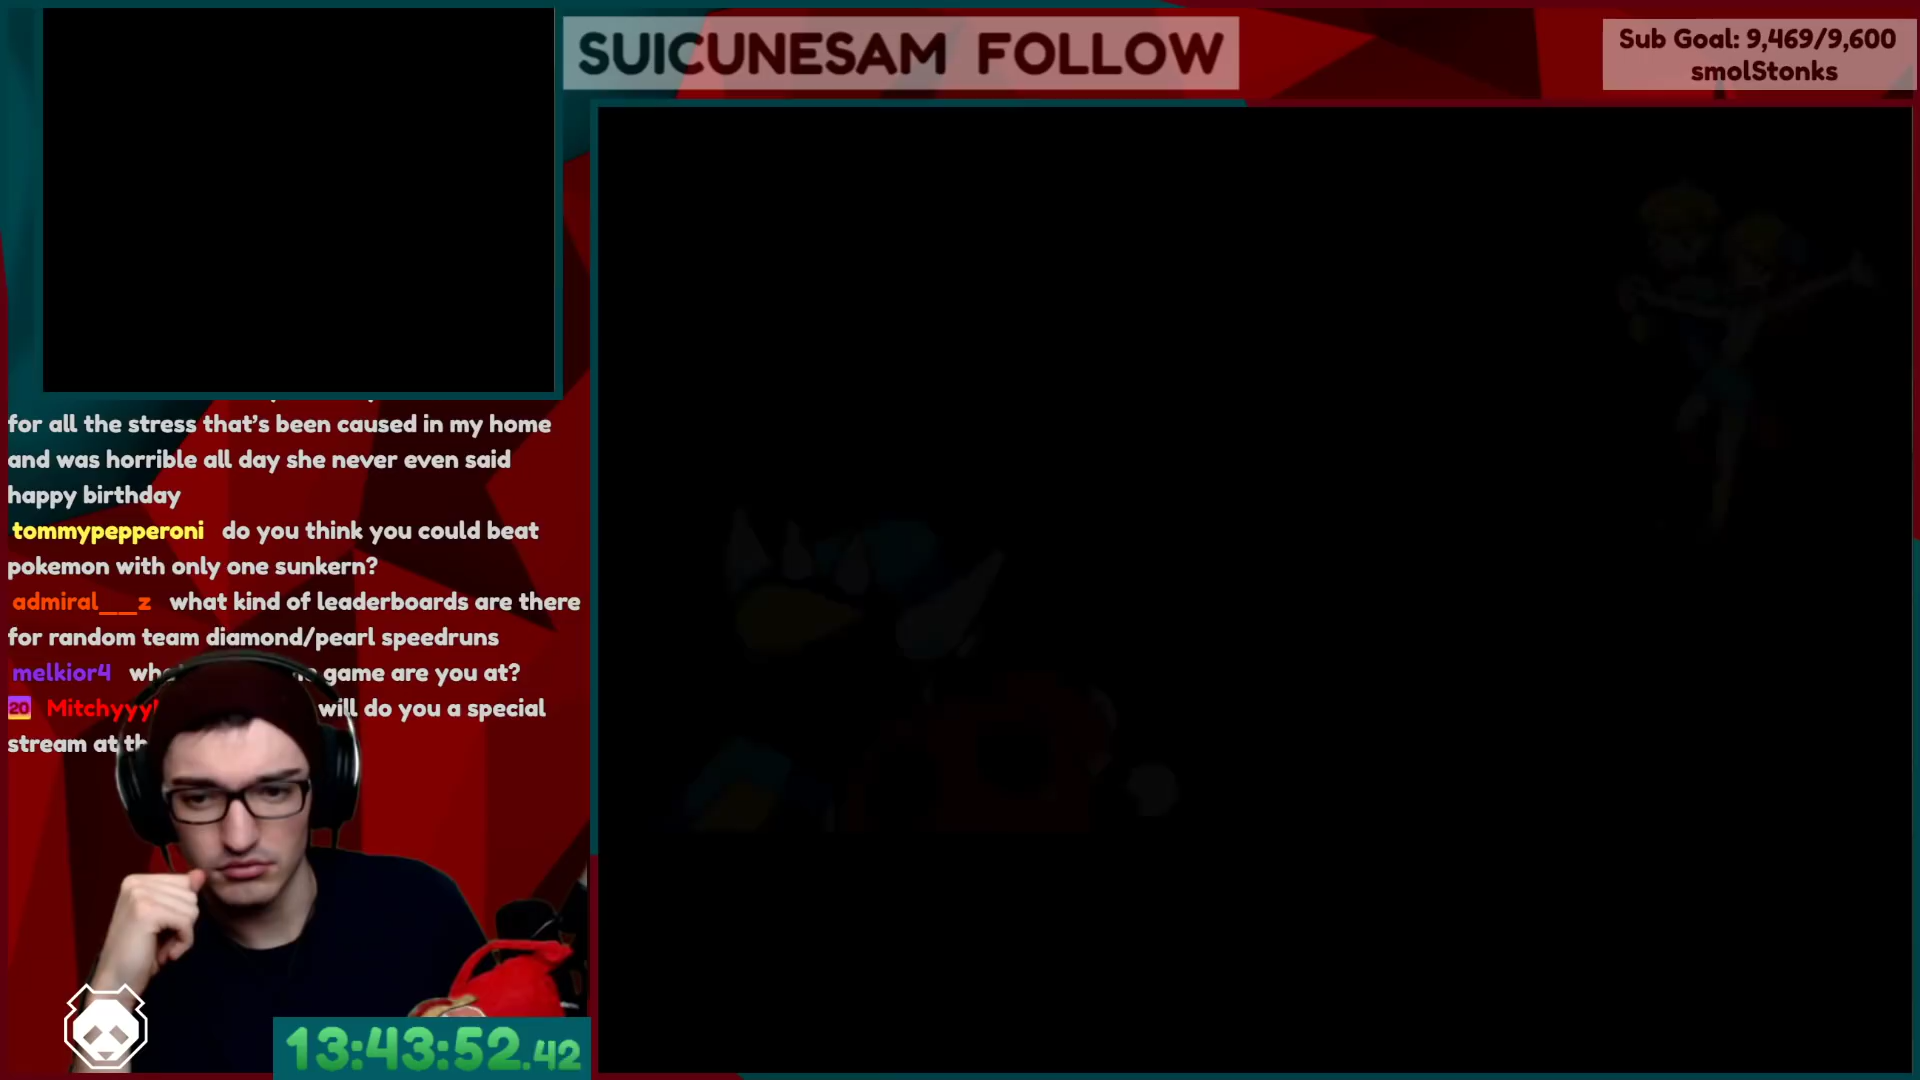 SUICUNESAM FOLLOW
Sub Goal: 9,469/9,600
smolStonks
for all the stress that's been caused in my home
and was horrible all day she never even said
happy birthday
tommypepperoni do you think you could beat
pokemon with only one sunkern?
admiral__z what kind of leaderboards are there
for random team diamond/pearl speedruns
melkior4 game are you at?
20 will do you a special
stream at
13:43:52.42